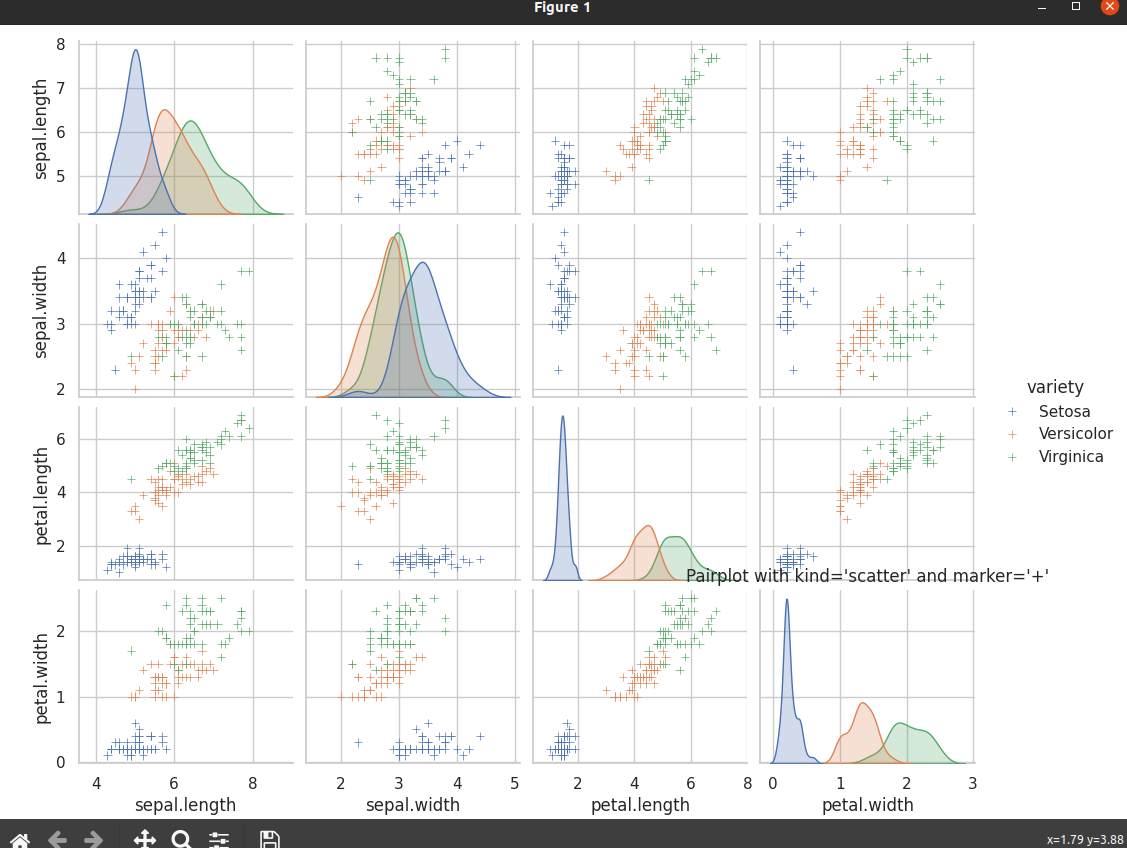 Figure 1
8
7
6
5
sepal.length
4
3
2
sepal.width
variety
Setosa
Versicolor
Virginica
6
4
2
petal.length
Pairplot with kind='scatter' and marker='+'
2
1
0
petal.width
4 6 8
2 3 4 5
2 4 6 8
0 1 2 3
sepal.length
sepal.width
petal.length
petal.width
x=1.79 y=3.88